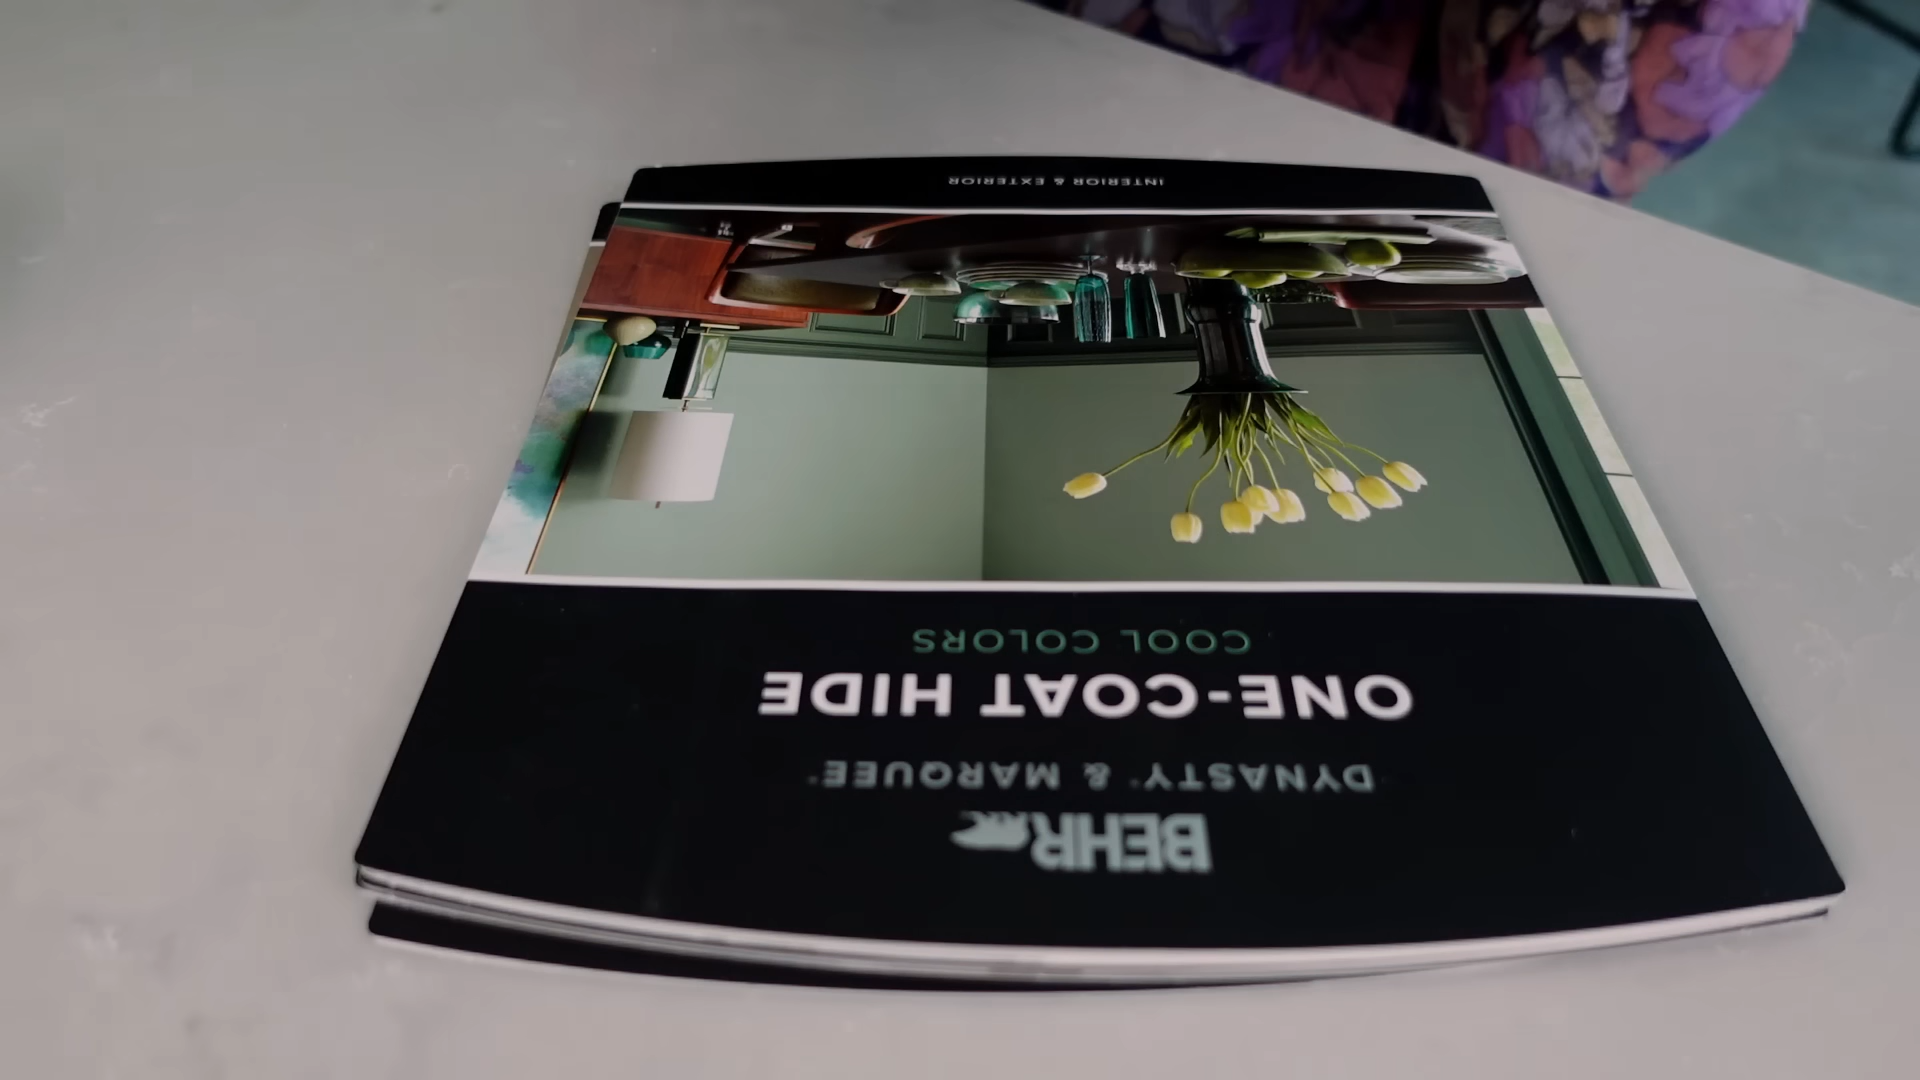 BEHR
DYNASTY® & MARQUEE®
ONE-COAT HIDE
COOL COLORS
INTERIOR & EXTERIOR